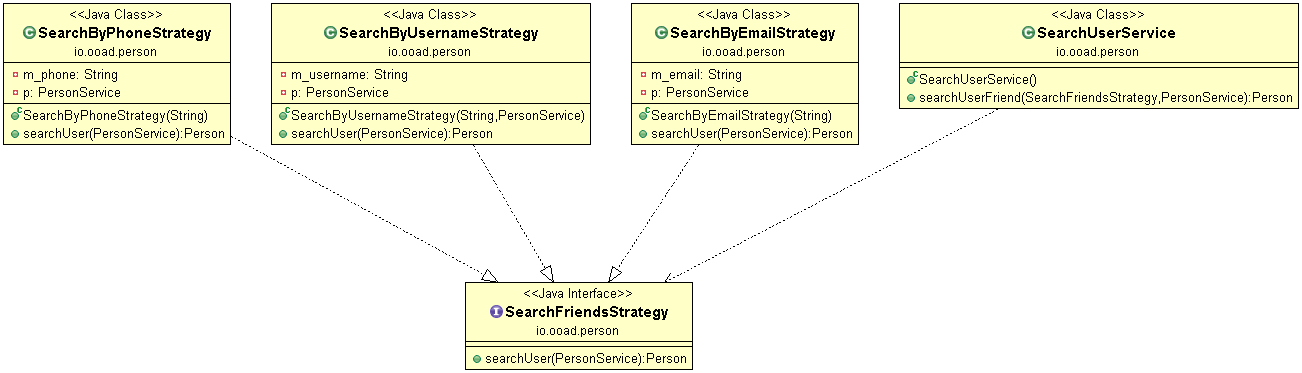 <<Java Class>>
SearchByPhoneStrategy
io.ooad.person
m_phone: String
p: PersonService
SearchByPhoneStrategy(String)
searchUser(PersonService):Person
<<Java Class>>
SearchByUsernameStrategy
io.ooad.person
m_username: String
p: PersonService
SearchByUsernameStrategy(String,PersonService)
searchUser(PersonService):Person
<<Java Class>>
SearchByEmailStrategy
io.ooad.person
m_email: String
p: PersonService
SearchByEmailStrategy(String)
searchUser(PersonService):Person
<<Java Class>>
SearchUserService
io.ooad.person
SearchUserService()
searchUserFriend(SearchFriendsStrategy,PersonService):Person
<<Java Interface>>
SearchFriendsStrategy
io.ooad.person
searchUser(PersonService):Person